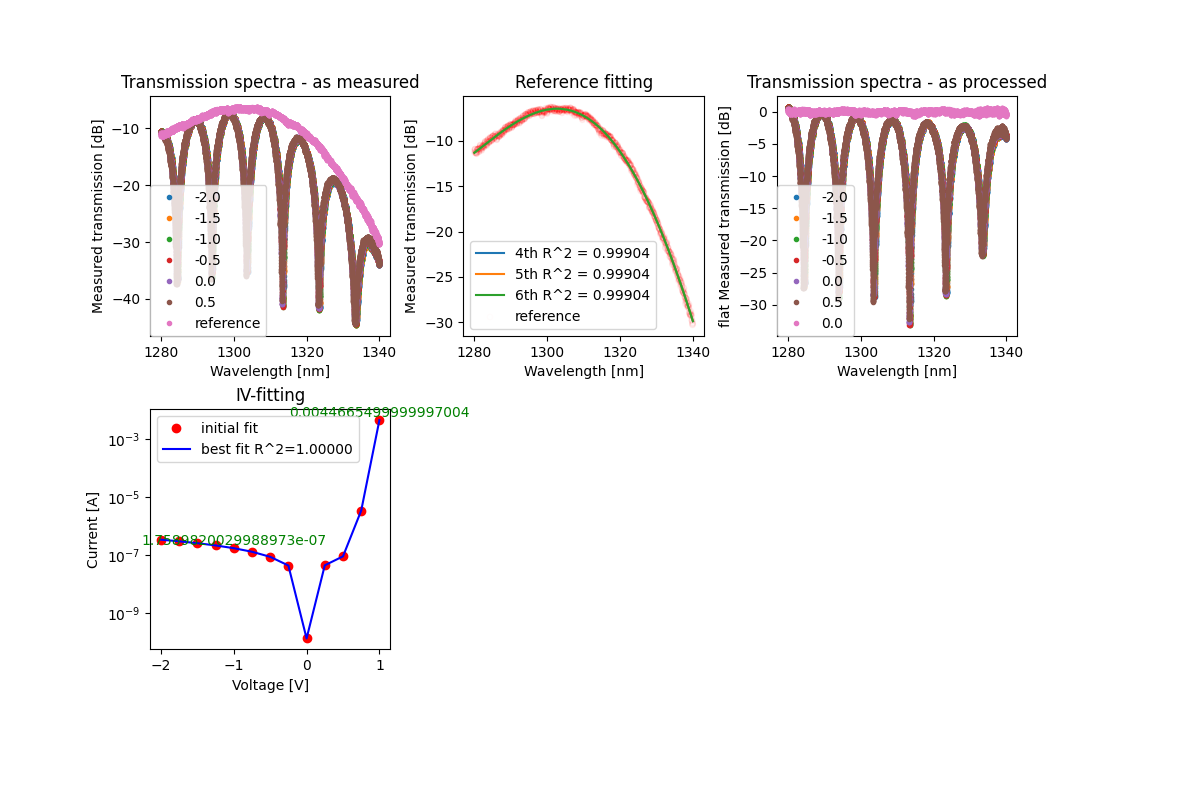 Transmission spectra - as measured
Measured transmission [dB]
−10
−20
−30
−40
-2.0
-1.5
-1.0
-0.5
0.0
0.5
reference
1280
1300
1320
1340
Wavelength [nm]
Reference fitting
Measured transmission [dB]
−10
−15
−20
−25
−30
4th R^2 = 0.99904
5th R^2 = 0.99904
6th R^2 = 0.99904
reference
1280
1300
1320
1340
Wavelength [nm]
Transmission spectra - as processed
flat Measured transmission [dB]
0
−5
−10
−15
−20
−25
−30
-2.0
-1.5
-1.0
-0.5
0.0
0.5
0.0
1280
1300
1320
1340
Wavelength [nm]
IV-fitting
0.0044665499999997004
initial fit
best fit R^2=1.00000
Current [A]
10−3
10−5
10−7
10−9
1.7589820029988973e-07
−2
−1
0
1
Voltage [V]